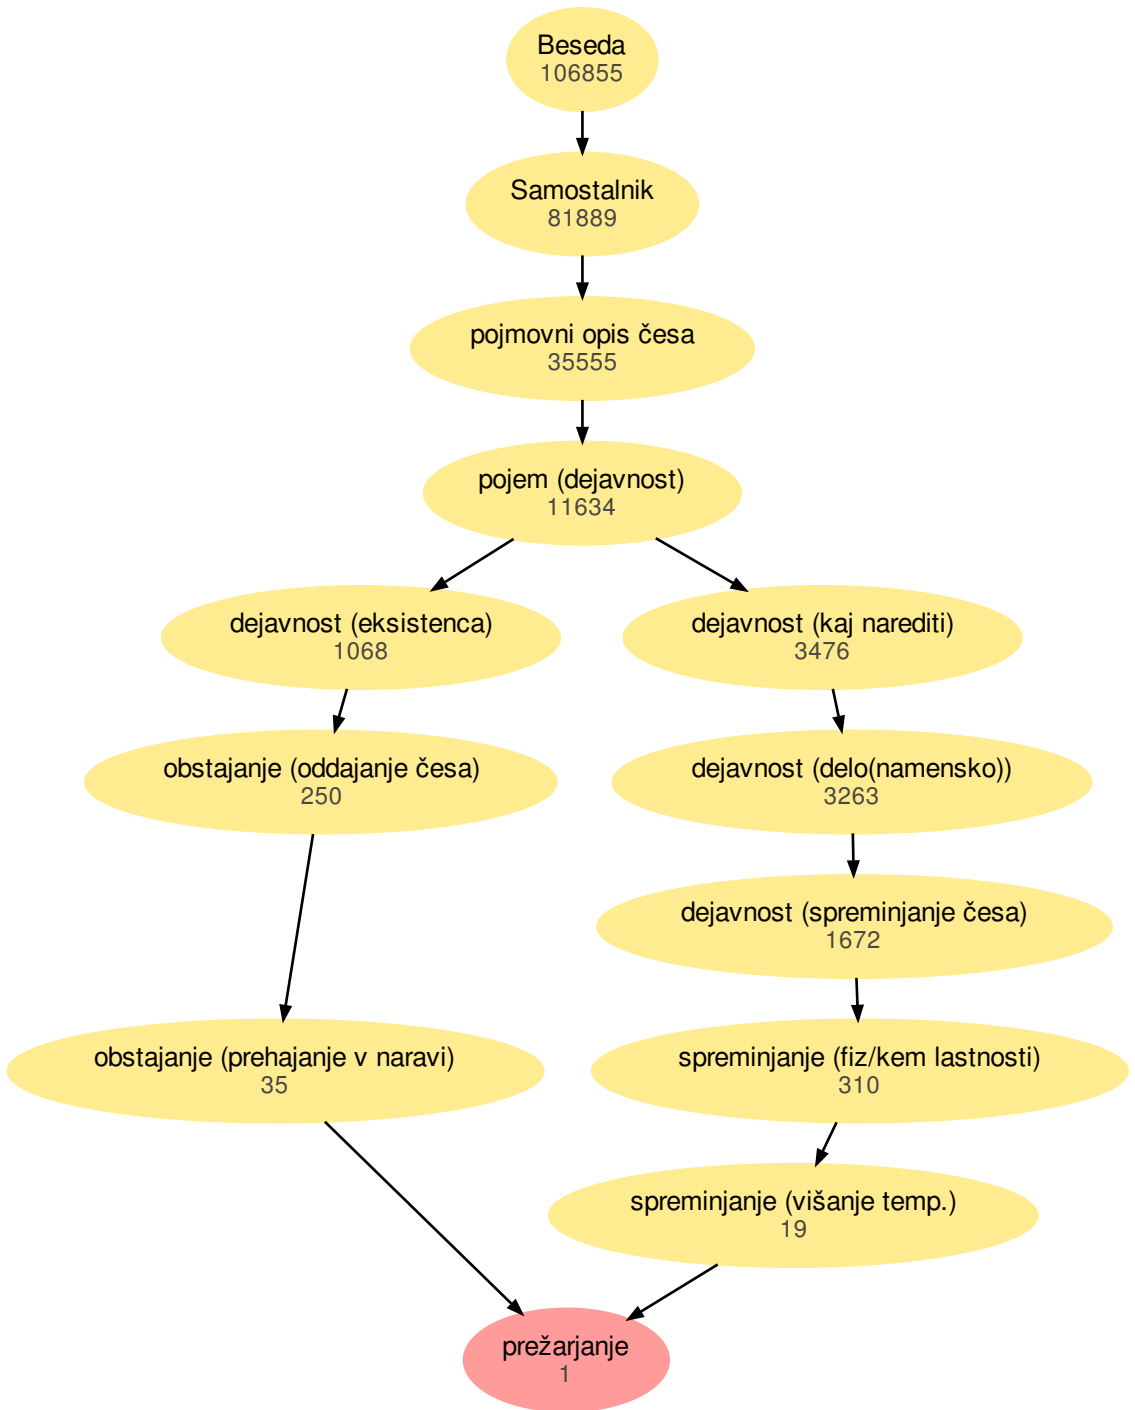 Beseda
106855
Samostalnik
81889
pojmovni opis česa
35555
pojem (dejavnost)
11634
dejavnost (eksistenca)
1068
dejavnost (kaj narediti)
3476
obstajanje (oddajanje česa)
250
dejavnost (delo(namensko))
3263
dejavnost (spreminjanje česa)
1672
obstajanje (prehajanje v naravi)
35
spreminjanje (fiz/kem lastnosti)
310
spreminjanje (višanje temp.)
19
prežarjanje
1